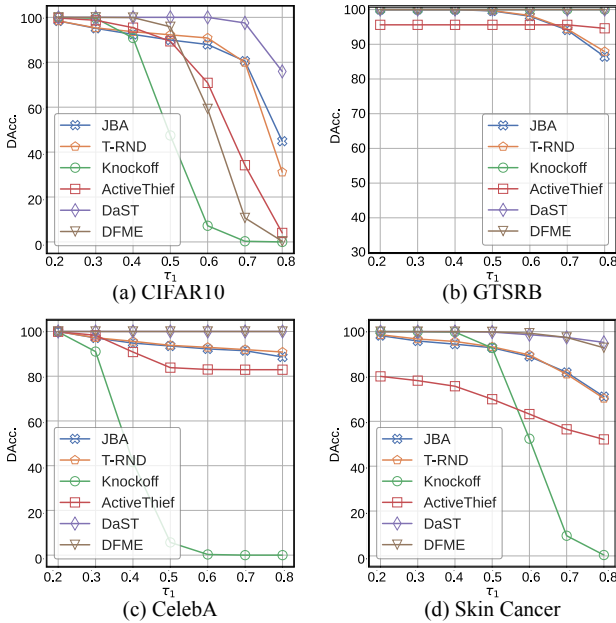 100
80
60
40
20
0
DAcc.
JBA
T-RND
Knockoff
ActiveThief
DaST
DFME
0.2 0.3 0.4 0.5 0.6 0.7 0.8
τ1
(a) CIFAR10
100
90
80
70
60
50
40
30
DAcc.
JBA
T-RND
Knockoff
ActiveThief
DaST
DFME
0.2 0.3 0.4 0.5 0.6 0.7 0.8
τ1
(b) GTSRB
100
80
60
40
20
0
DAcc.
JBA
T-RND
Knockoff
ActiveThief
DaST
DFME
0.2 0.3 0.4 0.5 0.6 0.7 0.8
τ1
(c) CelebA
100
80
60
40
20
0
DAcc.
JBA
T-RND
Knockoff
ActiveThief
DaST
DFME
0.2 0.3 0.4 0.5 0.6 0.7 0.8
τ1
(d) Skin Cancer